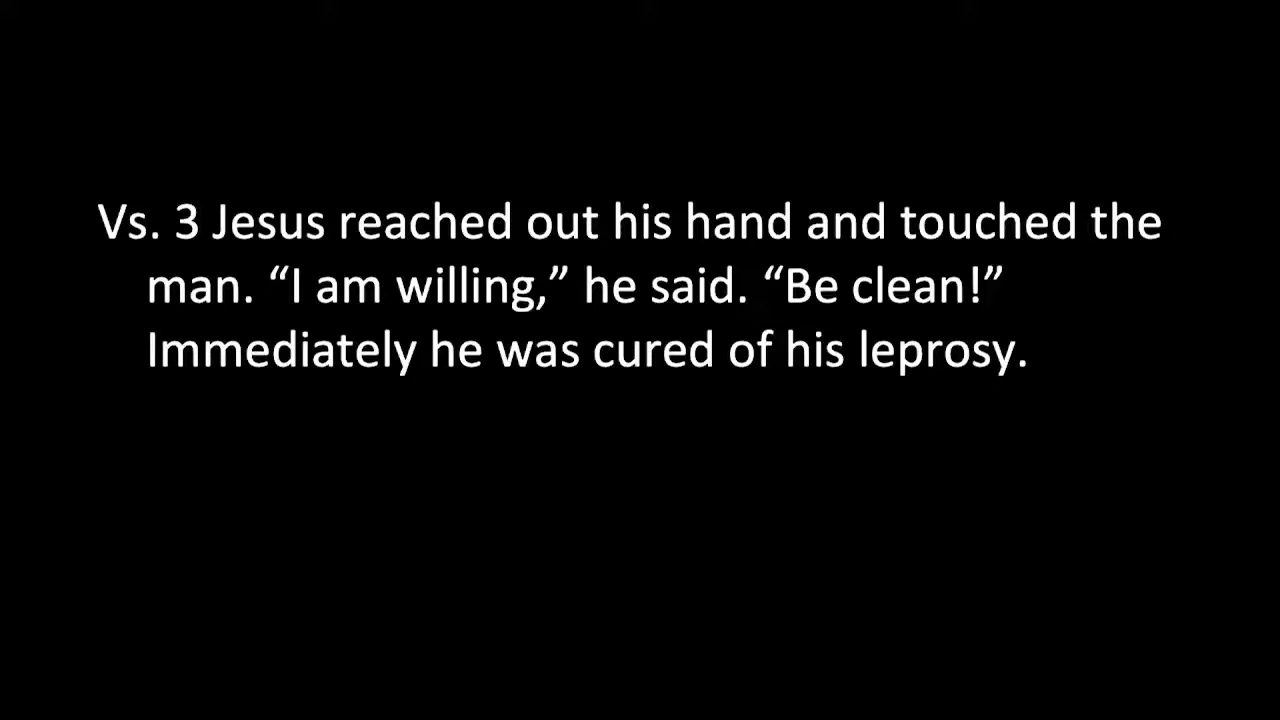 Vs. 3 Jesus reached out his hand and touched the
man. “I am willing,” he said. “Be clean!”
Immediately he was cured of his leprosy.